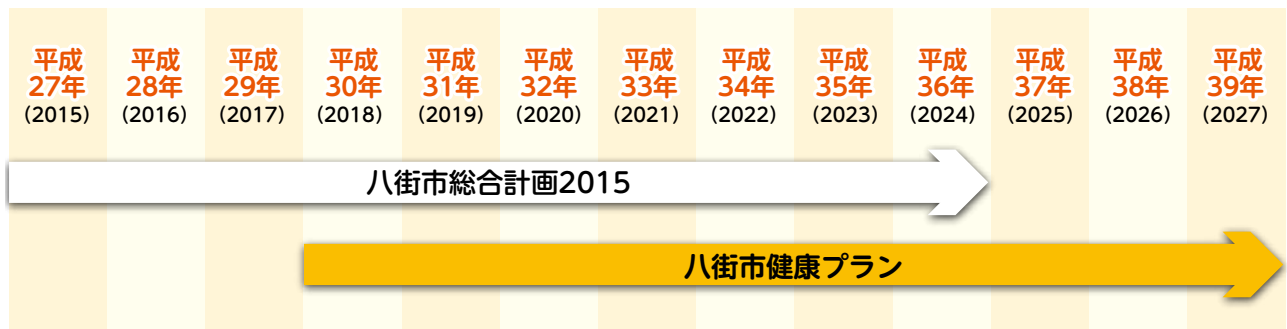 平成 平成 平成 平成 平成 平成 平成 平成 平成 平成 平成 平成 平成
27年 28年 29年 30年 31年 32年 33年 34年 35年 36年 37年 38年 39年
(2015) (2016) (2017) (2018) (2019) (2020) (2021) (2022) (2023) (2024) (2025) (2026) (2027)
八街市総合計画2015
八街市健康プラン